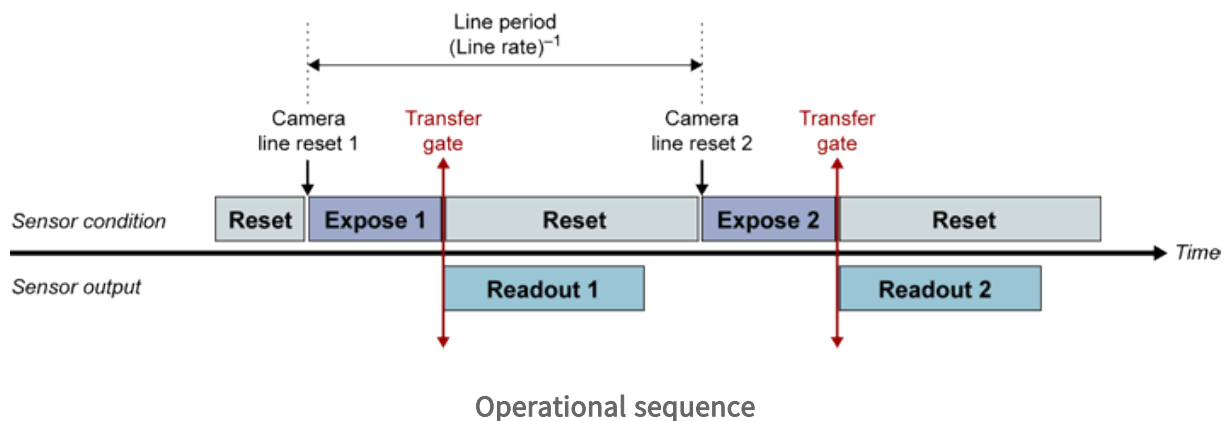 Line period
(Line rate)⁻¹
Camera
line reset 1
Transfer
gate
Camera
line reset 2
Transfer
gate
Sensor condition
Reset
Expose 1
Reset
Expose 2
Reset
Time
Sensor output
Readout 1
Readout 2
Operational sequence